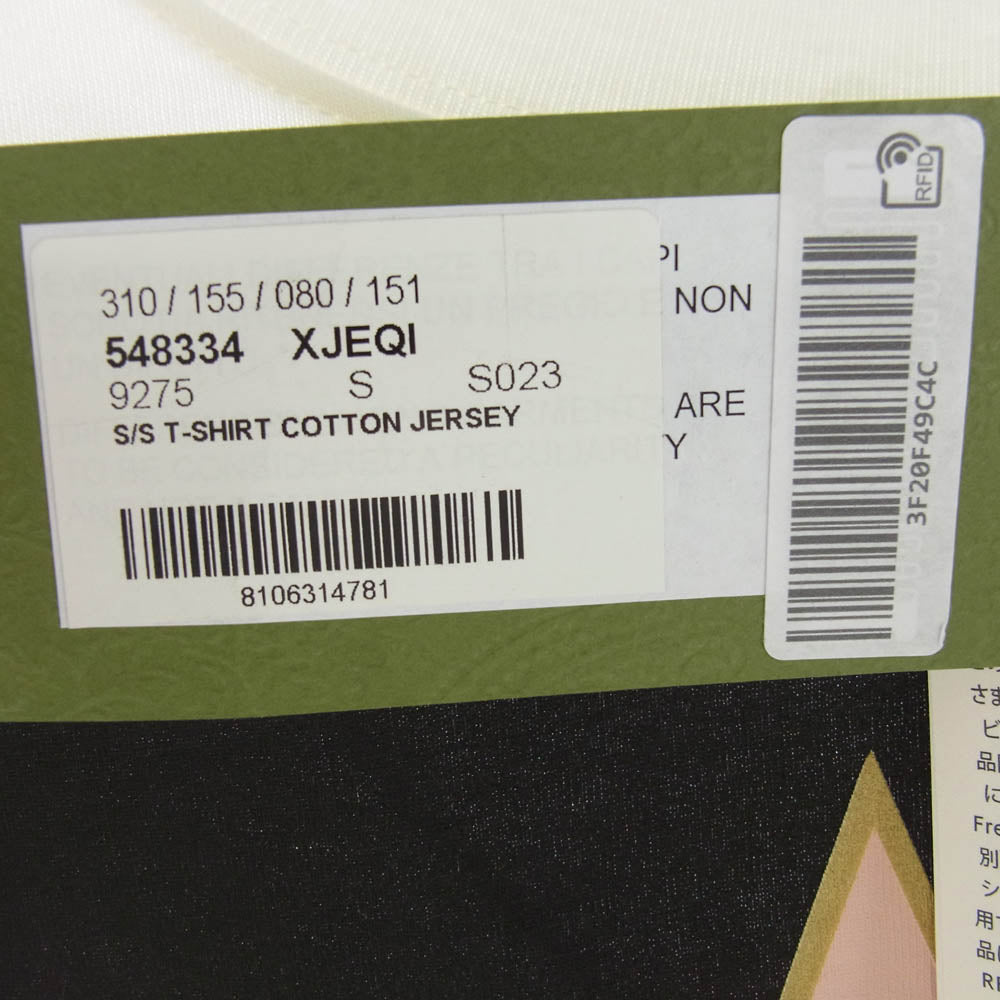 310 / 155 / 080 / 151
548334 XJEQI
9275 S S023
S/S T-SHIRT COTTON JERSEY
8106314781
PI
NON
ARE
Y
RFID
3F20F49C4C
さま
ビ
品
に
Fre
別
シ
用
品